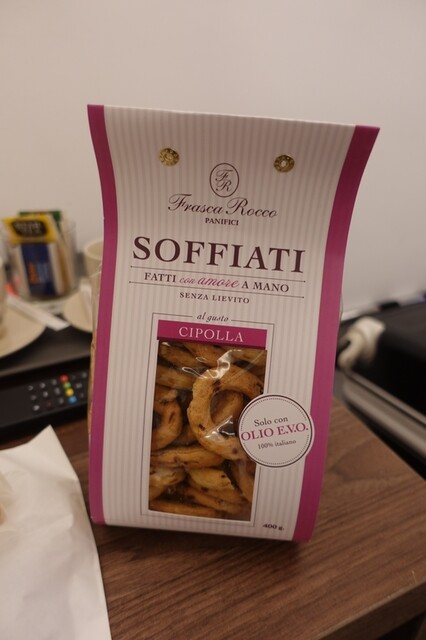 FR
Frasca Rocco
PANIFICI
SOFFIATI
FATTI con amore A MANO
SENZA LIEVITO
al gusto
CIPOLLA
Solo con
OLIO E.V.O.
100% italiano
400 g